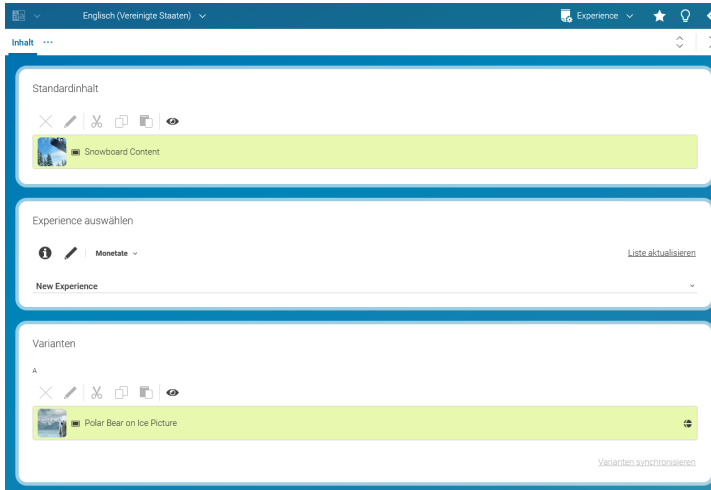 Englisch (Vereinigte Staaten)
Experience
Inhalt ...
Standardinhalt
Snowboard Content
Experience auswählen
Monetate
Liste aktualisieren
New Experience
Varianten
A
Polar Bear on Ice Picture
Varianten synchronisieren